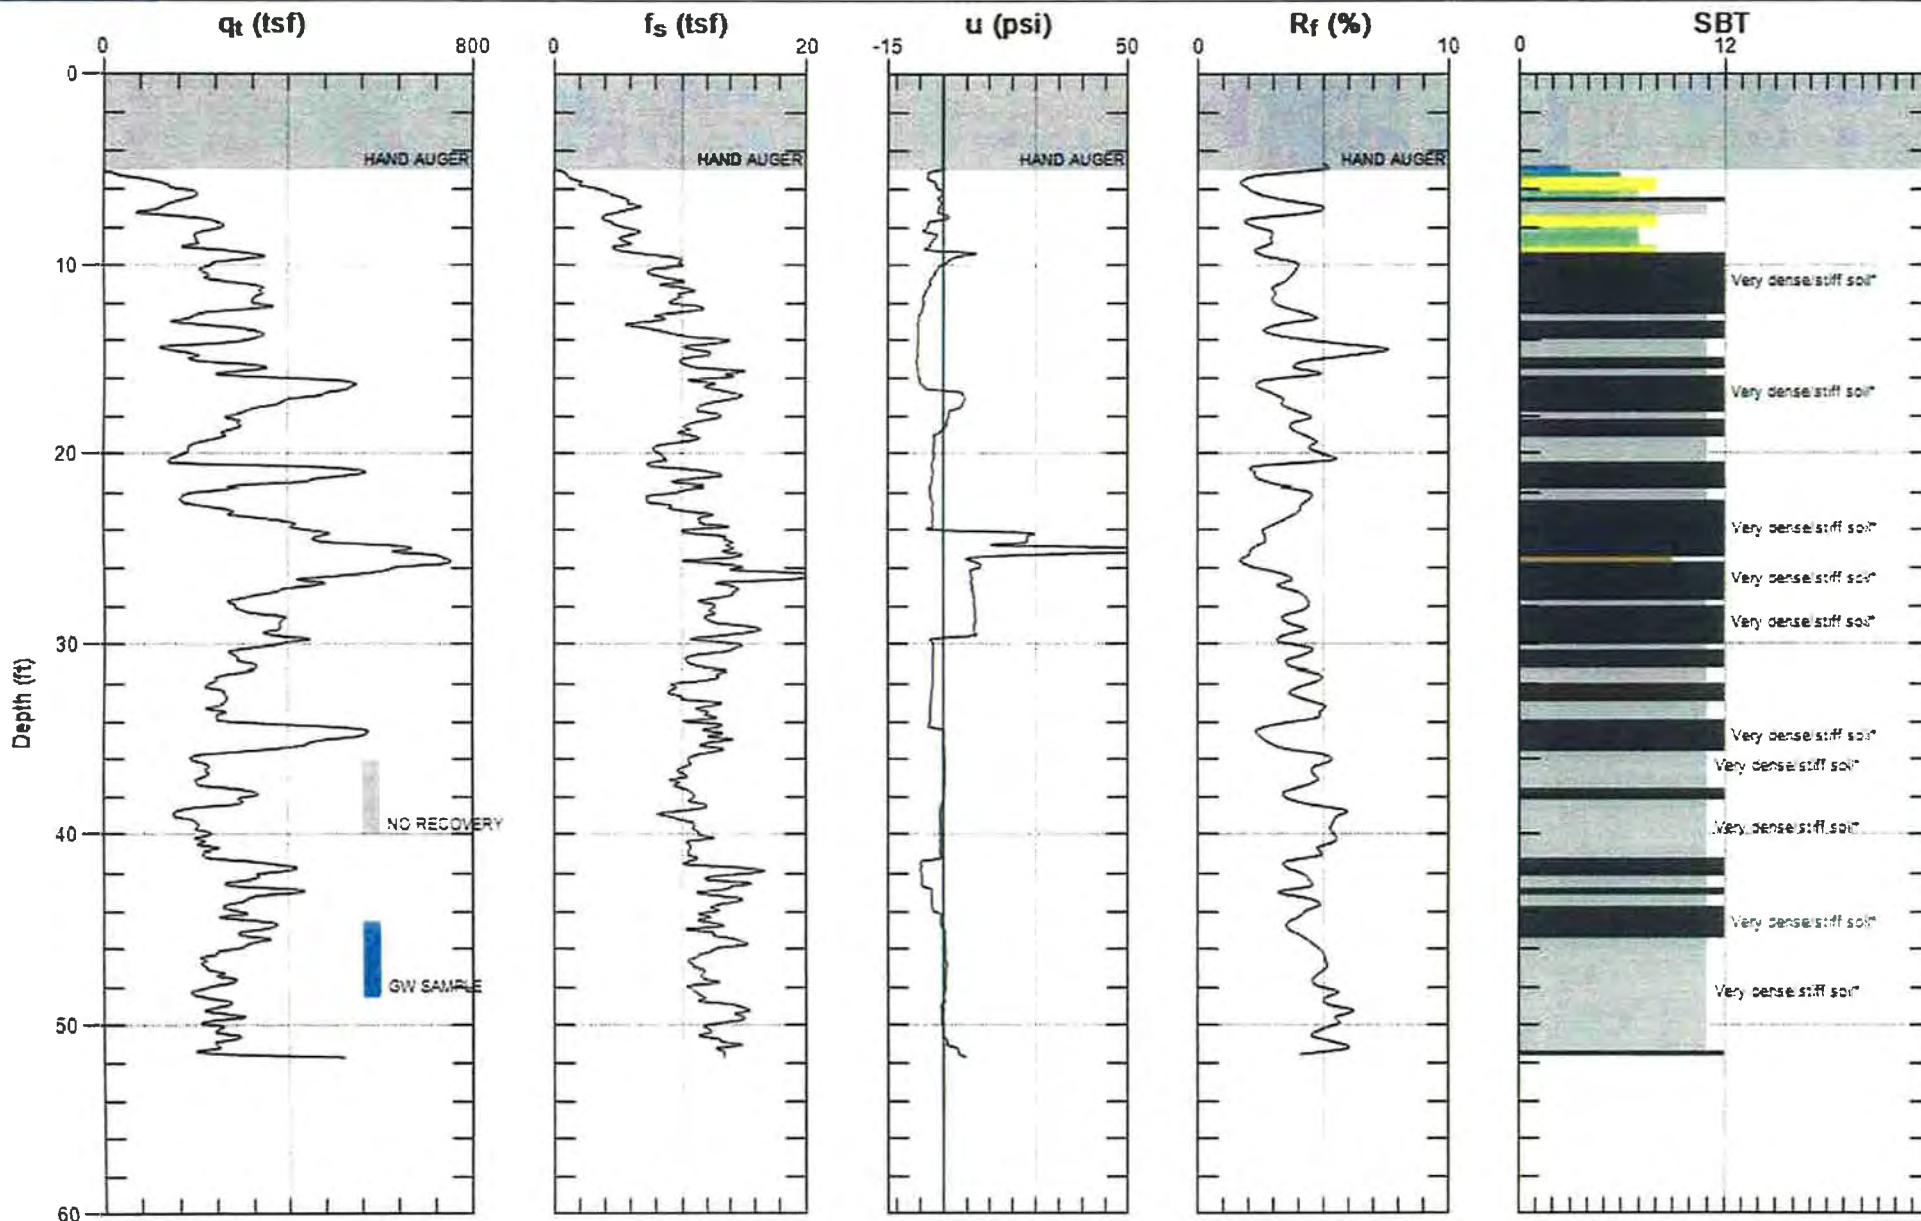 qt (tsf) fs (tsf) u (psi) Rf (%) SBT
0 800 0 20 -15 50 0 10 0 12
0
HAND AUGER HAND AUGER HAND AUGER HAND AUGER
10
Very dense/stiff soil*
Very dense/stiff soil*
20
Very dense/stiff soil*
Very dense/stiff soil*
Very dense/stiff soil*
30
Depth (ft)
Very dense/stiff soil*
Very dense/stiff soil*
NO RECOVERY
Very dense/stiff soil*
40
Very dense/stiff soil*
GW SAMPLE
Very dense/stiff soil*
50
60